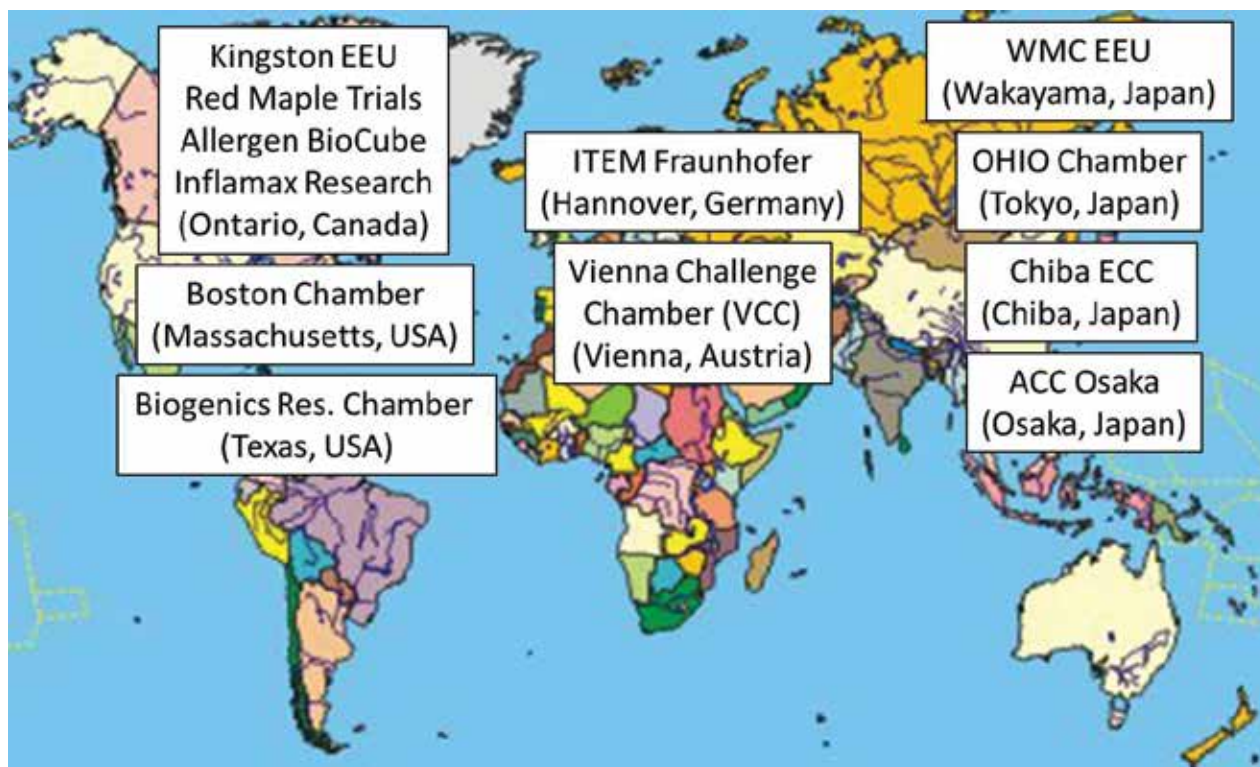 Kingston EEU
Red Maple Trials
Allergen BioCube
Inflamax Research
(Ontario, Canada)
Boston Chamber
(Massachusetts, USA)
Biogenics Res. Chamber
(Texas, USA)
ITEM Fraunhofer
(Hannover, Germany)
Vienna Challenge
Chamber (VCC)
(Vienna, Austria)
WMC EEU
(Wakayama, Japan)
OHIO Chamber
(Tokyo, Japan)
Chiba ECC
(Chiba, Japan)
ACC Osaka
(Osaka, Japan)